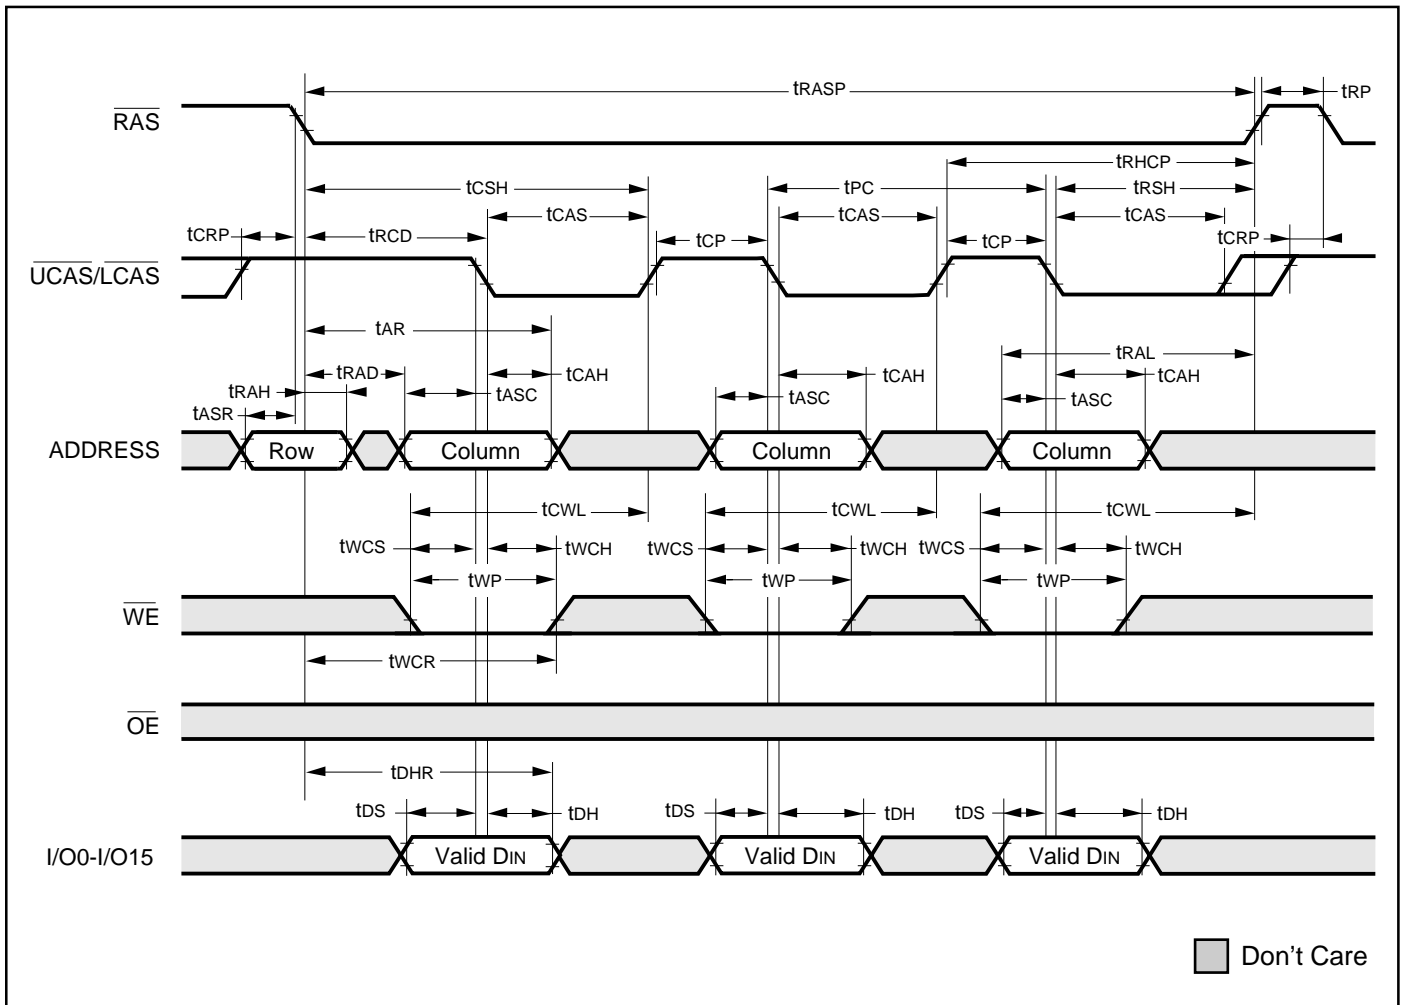 tRASP tRP
RAS
tRHCP
tCSH tPC tRSH
tCAS tCAS tCAS
tCRP tRCD tCP tCP tCRP
UCAS/LCAS
tAR
tRAL
tRAD tCAH tCAH tCAH
tRAH tASC tASC tASC
tASR
ADDRESS Row Column Column Column
tCWL tCWL tCWL
tWCS tWCH tWCS tWCH tWCS tWCH
tWP tWP tWP
WE
tWCR
OE
tDHR
tDS tDH tDS tDH tDS tDH
I/O0-I/O15 Valid DIN Valid DIN Valid DIN
Don't Care